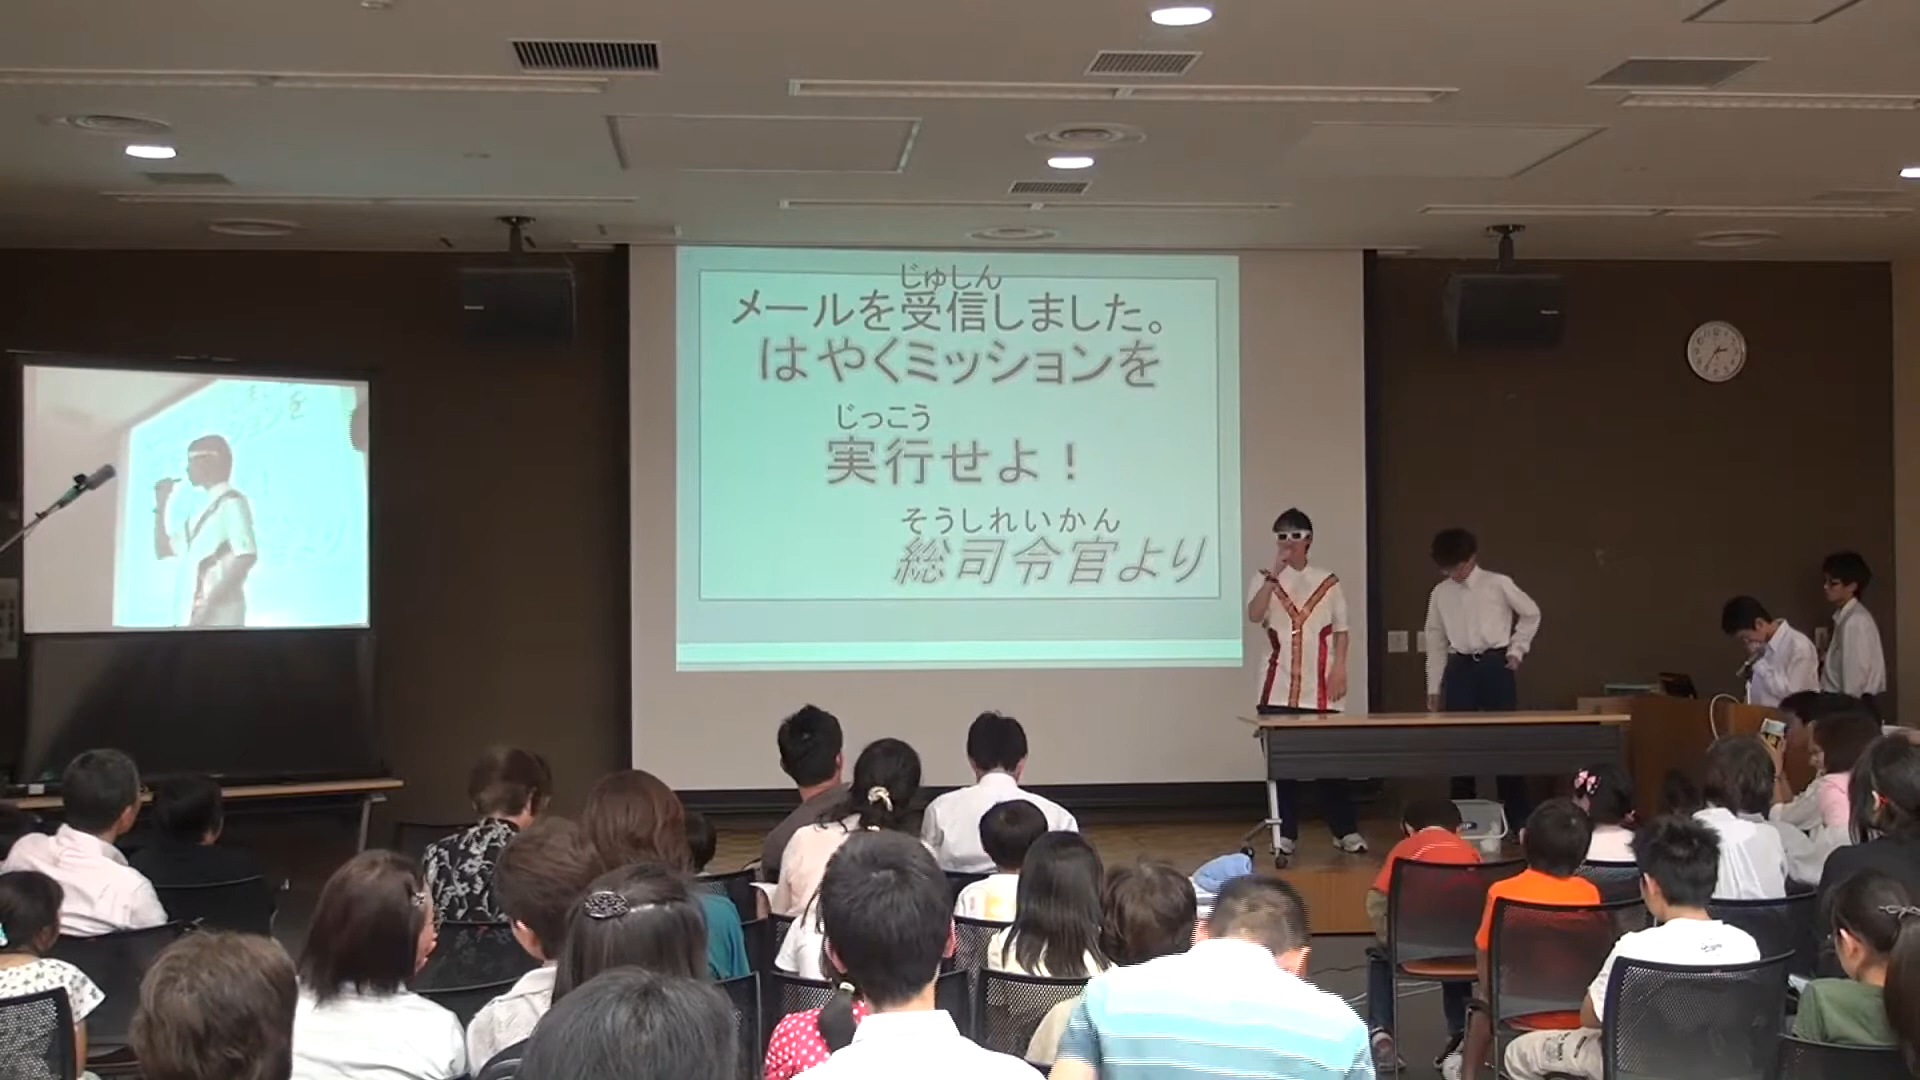 じゅしん
メールを受信しました。
はやくミッションを
じっこう
実行せよ！
そうしれいかん
総司令官より